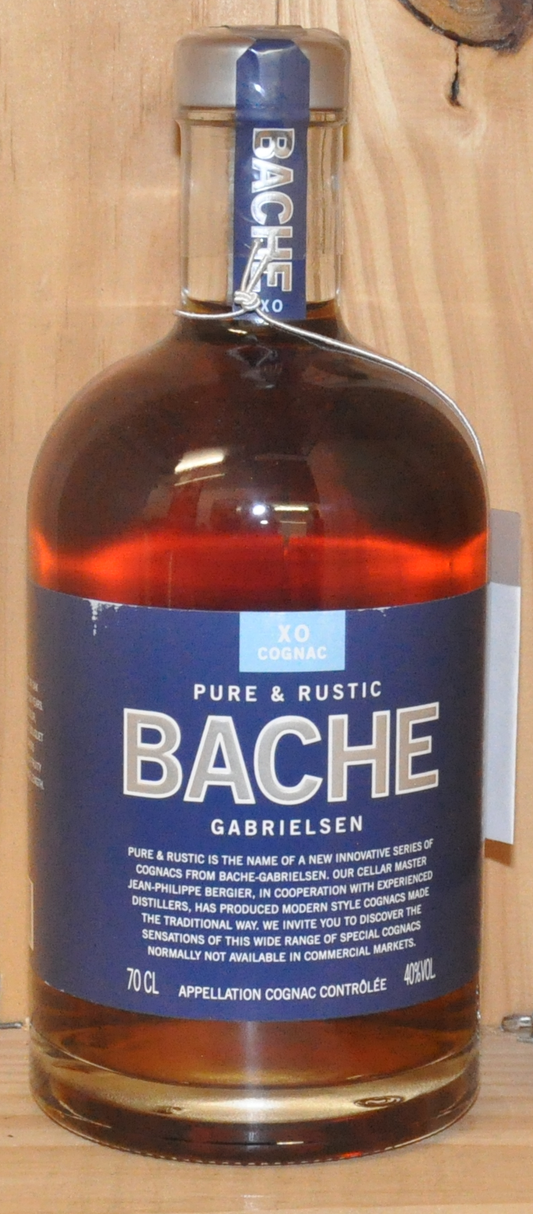 BACHE
XO
XO
COGNAC
PURE & RUSTIC
BACHE
GABRIELSEN
PURE & RUSTIC IS THE NAME OF A NEW INNOVATIVE SERIES OF
COGNACS FROM BACHE-GABRIELSEN. OUR CELLAR MASTER
JEAN-PHILIPPE BERGIER, IN COOPERATION WITH EXPERIENCED
DISTILLERS, HAS PRODUCED MODERN STYLE COGNACS MADE
THE TRADITIONAL WAY. WE INVITE YOU TO DISCOVER THE
SENSATIONS OF THIS WIDE RANGE OF SPECIAL COGNACS
NORMALLY NOT AVAILABLE IN COMMERCIAL MARKETS.
70 CL APPELLATION COGNAC CONTRÔLÉE 40%VOL.